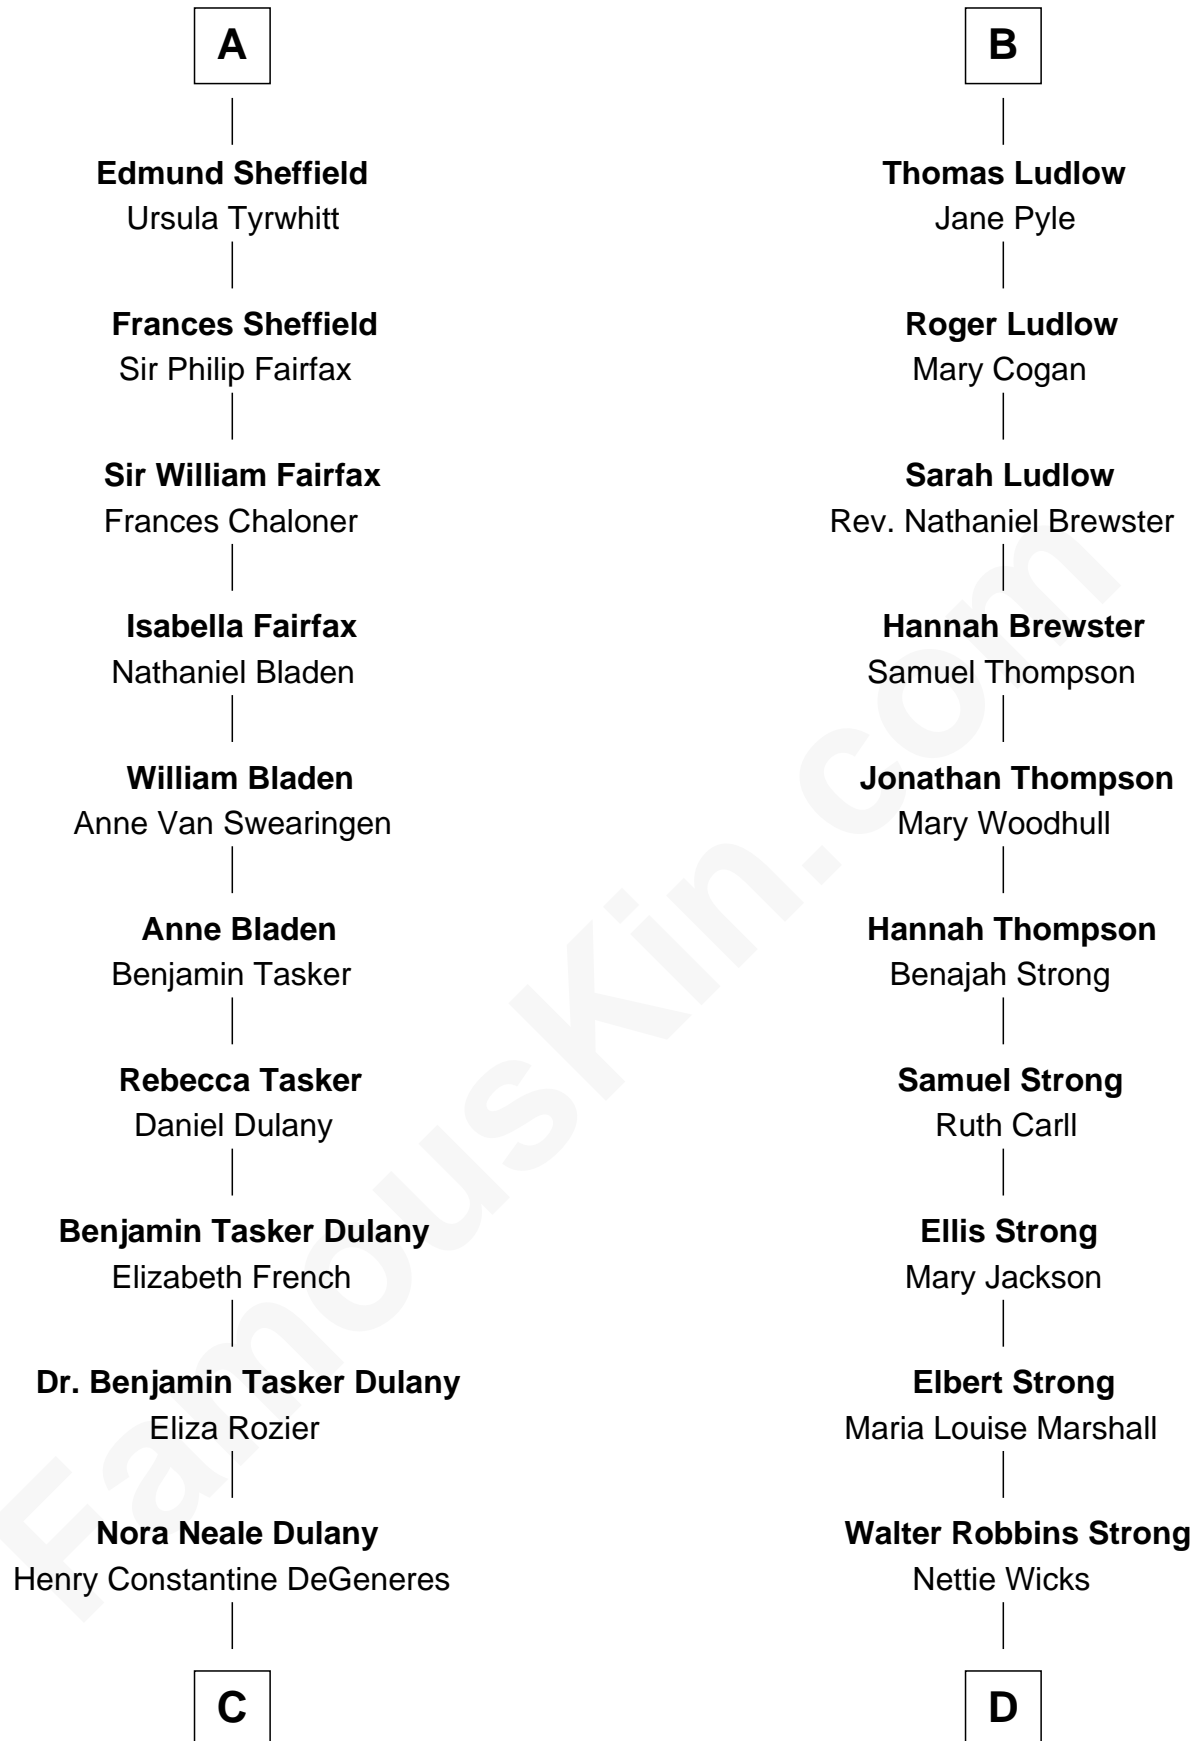 A
Edmund Sheffield
Ursula Tyrwhitt
Frances Sheffield
Sir Philip Fairfax
Sir William Fairfax
Frances Chaloner
Isabella Fairfax
Nathaniel Bladen
William Bladen
Anne Van Swearingen
Anne Bladen
Benjamin Tasker
Rebecca Tasker
Daniel Dulany
Benjamin Tasker Dulany
Elizabeth French
Dr. Benjamin Tasker Dulany
Eliza Rozier
Nora Neale Dulany
Henry Constantine DeGeneres
C
B
Thomas Ludlow
Jane Pyle
Roger Ludlow
Mary Cogan
Sarah Ludlow
Rev. Nathaniel Brewster
Hannah Brewster
Samuel Thompson
Jonathan Thompson
Mary Woodhull
Hannah Thompson
Benajah Strong
Samuel Strong
Ruth Carll
Ellis Strong
Mary Jackson
Elbert Strong
Maria Louise Marshall
Walter Robbins Strong
Nettie Wicks
D
FamousKin.com